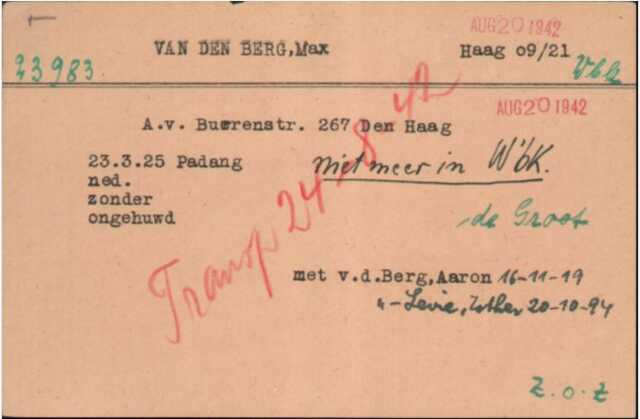 AUG 20 1942
VAN DEN BERG, Max Haag 09/21
23983 Wbk
AUG 20 1942
A.v. Buerenstr. 267 Den Haag
23.3.25 Padang niet meer in W'bK.
ned.
zonder
ongehuwd de Groot
Transp 24-8-42
met v.d.Berg, Aaron 16-11-19
"-Levie, Esther 20-10-94
Z.o.Z